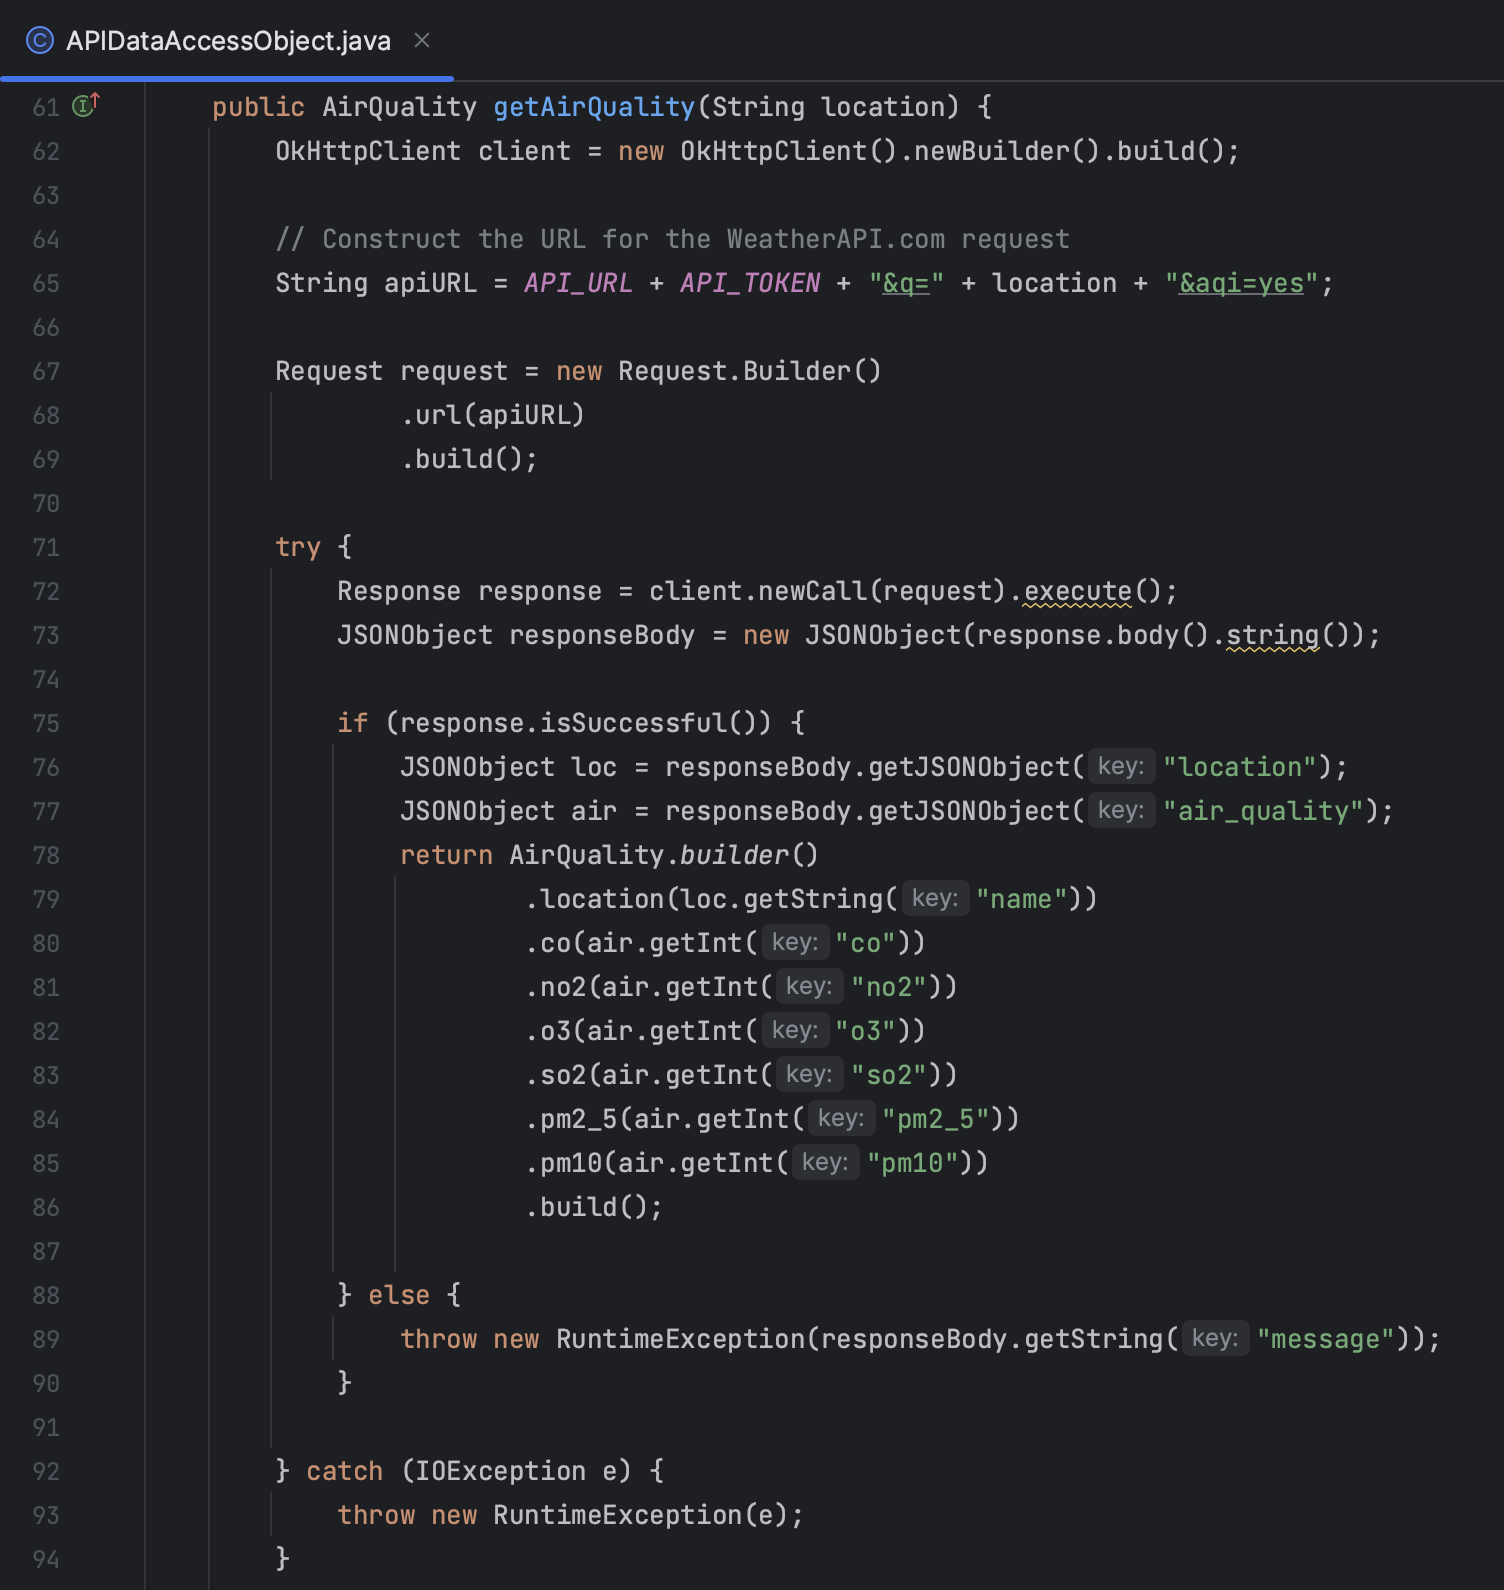 APIDataAccessObject.java
61 public AirQuality getAirQuality(String location) {
62 OkHttpClient client = new OkHttpClient().newBuilder().build();
63
64 // Construct the URL for the WeatherAPI.com request
65 String apiURL = API_URL + API_TOKEN + "&q=" + location + "&aqi=yes";
66
67 Request request = new Request.Builder()
68 .url(apiURL)
69 .build();
70
71 try {
72 Response response = client.newCall(request).execute();
73 JSONObject responseBody = new JSONObject(response.body().string());
74
75 if (response.isSuccessful()) {
76 JSONObject loc = responseBody.getJSONObject( key: "location");
77 JSONObject air = responseBody.getJSONObject( key: "air_quality");
78 return AirQuality.builder()
79 .location(loc.getString( key: "name"))
80 .co(air.getInt( key: "co"))
81 .no2(air.getInt( key: "no2"))
82 .o3(air.getInt( key: "o3"))
83 .so2(air.getInt( key: "so2"))
84 .pm2_5(air.getInt( key: "pm2_5"))
85 .pm10(air.getInt( key: "pm10"))
86 .build();
87
88 } else {
89 throw new RuntimeException(responseBody.getString( key: "message"));
90 }
91
92 } catch (IOException e) {
93 throw new RuntimeException(e);
94 }